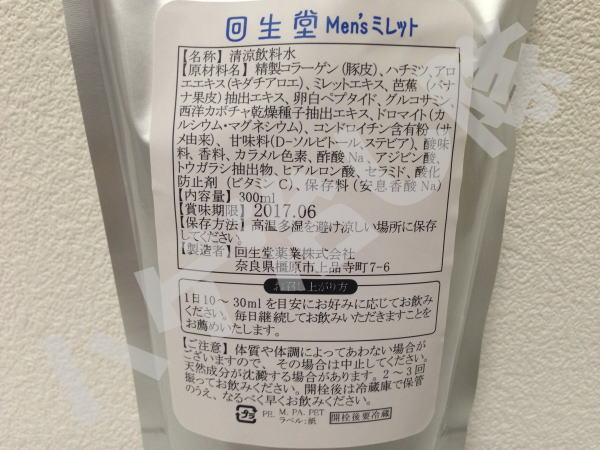 回生堂 Men'sミレット
【名称】清涼飲料水
【原材料名】精製コラーゲン(豚皮)、ハチミツ、アロ
エエキス(キダチアロエ)、ミレットエキス、芭蕉(バナ
ナ果皮)抽出エキス、卵白ペプタイド、グルコサミン、
西洋カボチャ乾燥種子抽出エキス、ドロマイト(カ
ルシウム・マグネシウム)、コンドロイチン含有粉(サ
メ由来)、甘味料(D-ソルビトール、ステビア)、酸味
料、香料、カラメル色素、酢酸Na、アジピン酸、
トウガラシ抽出物、ヒアルロン酸、セラミド、酸化
防止剤(ビタミンC)、保存料(安息香酸Na)
【内容量】300ml
【賞味期限】2017.06
【保存方法】高温多湿を避け涼しい場所に保存
してください。
【製造者】回生堂薬業株式会社
奈良県橿原市上品寺町7-6
お召し上がり方
1日10～30mlを目安にお好みに応じてお飲み
ください。毎日継続してお飲みいただきますことを
お薦めいたします。
【ご注意】体質や体調によってあわない場合が
ございますので その場合は中止してください。
天然成分が沈澱する場合があります。2～3回
振ってお飲みください。開栓後は冷蔵庫で保管
のうえ、なるべく早くお飲みください。
PE, M, PA, PET
ラベル:紙
開栓後要冷蔵